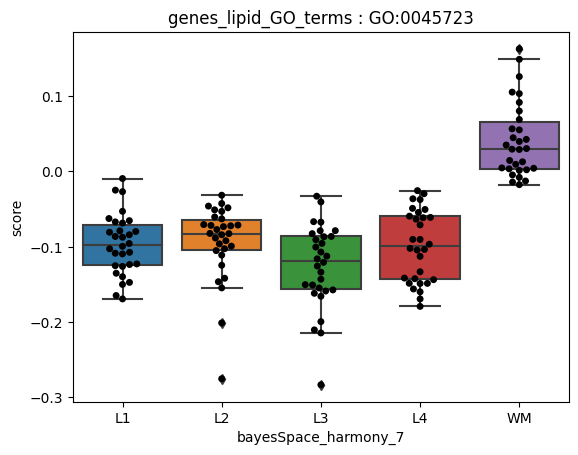 genes_lipid_GO_terms : GO:0045723
score
0.1
0.0
−0.1
−0.2
−0.3
L1 L2 L3 L4 WM
bayesSpace_harmony_7